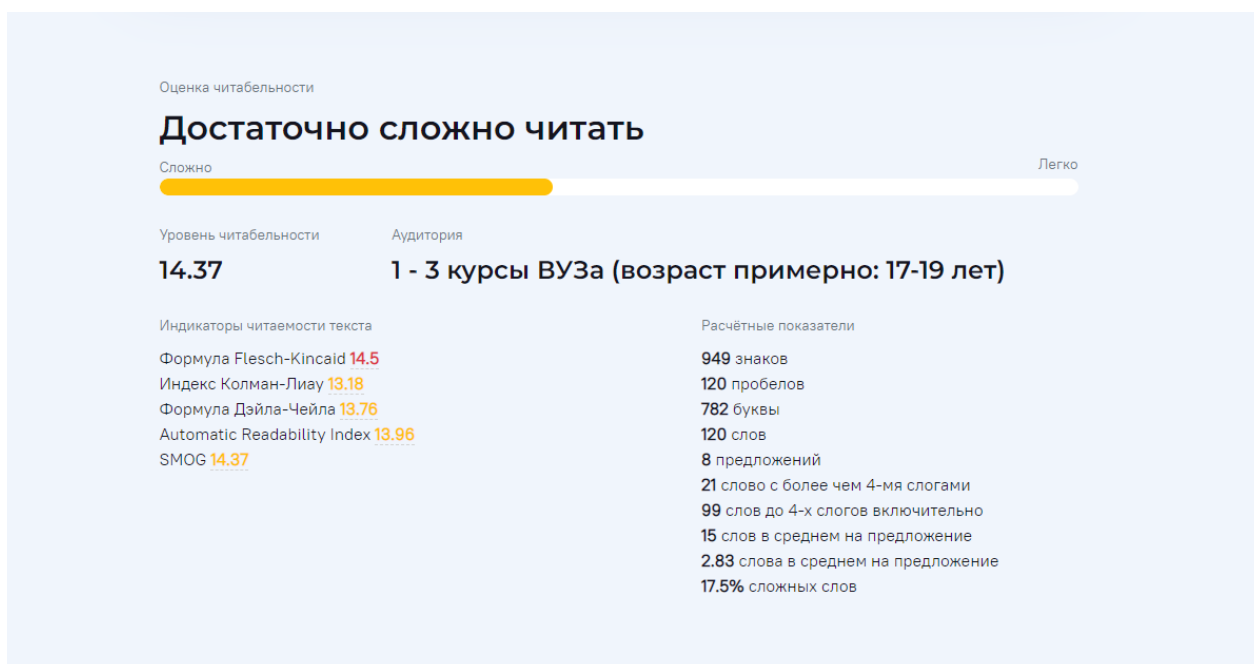 Оценка читабельности
Достаточно сложно читать
Сложно
Легко
Уровень читабельности
Аудитория
14.37
1 - 3 курсы ВУЗа (возраст примерно: 17-19 лет)
Индикаторы читаемости текста
Формула Flesch-Kincaid 14.5
Индекс Колман-Лиау 13.18
Формула Дэйла-Чейла 13.76
Automatic Readability Index 13.96
SMOG 14.37
Расчётные показатели
949 знаков
120 пробелов
782 буквы
120 слов
8 предложений
21 слово с более чем 4-мя слогами
99 слов до 4-х слогов включительно
15 слов в среднем на предложение
2.83 слова в среднем на предложение
17.5% сложных слов